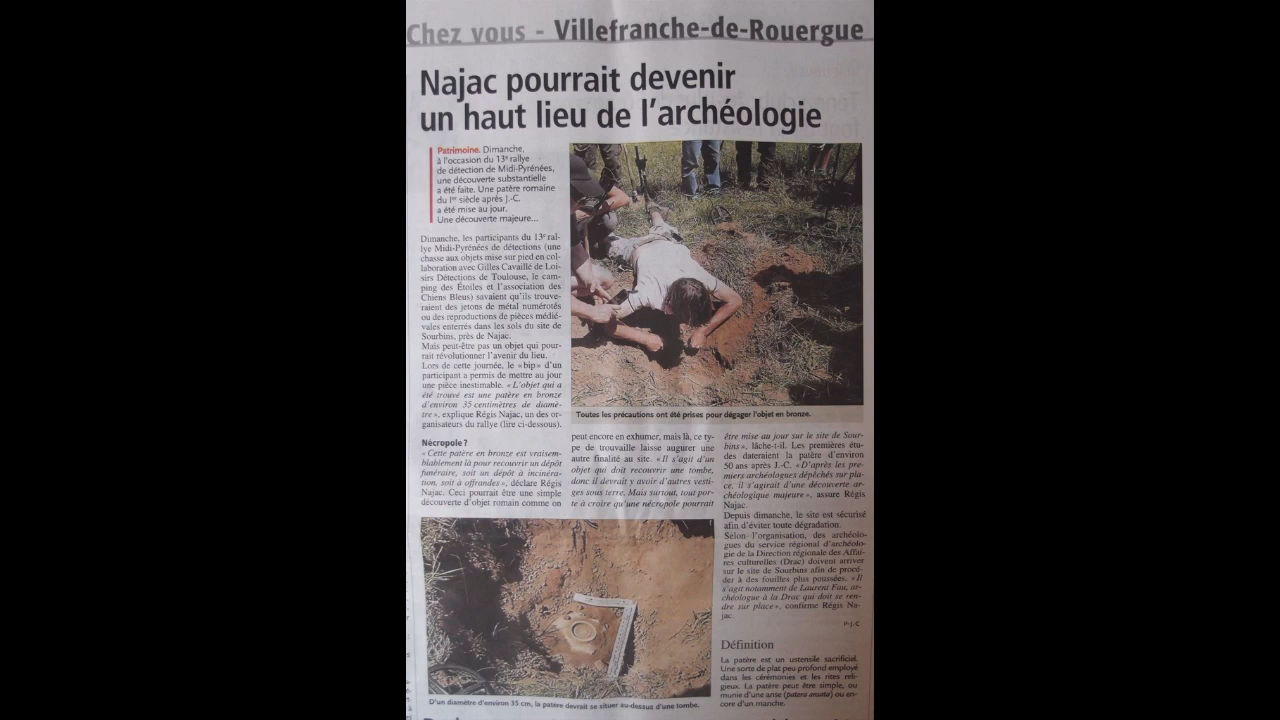 Chez vous - Villefranche-de-Rouergue
Najac pourrait devenir
un haut lieu de l'archéologie
Patrimoine. Dimanche,
à l'occasion du 13e rallye
de détection de Midi-Pyrénées,
une découverte substantielle
a été faite. Une patère romaine
du Ier siècle après J.-C.
a été mise au jour.
Une découverte majeure...
Dimanche, les participants du 13e ral-
lye Midi-Pyrénées de détections (une
chasse aux objets mise sur pied en col-
laboration avec Gilles Cavaillé de Loi-
sirs Détections de Toulouse, le cam-
ping des Étoiles et l'association des
Chiens Bleus) savaient qu'ils trouve-
raient des jetons de métal numérotés
ou des reproductions de pièces médié-
vales enterrés dans les sols du site de
Sourbins, près de Najac.
Mais peut-être pas un objet qui pour-
rait révolutionner l'avenir du lieu.
Lors de cette journée, le «bip» d'un
participant a permis de mettre au jour
une pièce inestimable. «L'objet qui a
été trouvé est une patère en bronze
d'environ 35 centimètres de diamè-
tre», explique Régis Najac, un des or-
ganisateurs du rallye (lire ci-dessous).
Toutes les précautions ont été prises pour dégager l'objet en bronze.
Nécropole ?
«Cette patère en bronze est vraisem-
blablement là pour recouvrir un dépôt
funéraire, soit un dépôt à incinéra-
tion, soit à offrandes», déclare Régis
Najac. Ceci pourrait être une simple
découverte d'objet romain comme on
peut encore en exhumer, mais là, ce ty-
pe de trouvaille laisse augurer une
autre finalité au site. «Il s'agit d'un
objet qui doit recouvrir une tombe,
donc il devrait y avoir d'autres vesti-
ges sous terre. Mais surtout, tout por-
te à croire qu'une nécropole pourrait
être mise au jour sur le site de Sour-
bins», lâche-t-il. Les premières étu-
des dateraient la patère d'environ
50 ans après J.-C. «D'après les pre-
miers archéologues dépêchés sur pla-
ce, il s'agirait d'une découverte ar-
chéologique majeure», assure Régis
Najac.
Depuis dimanche, le site est sécurisé
afin d'éviter toute dégradation.
Selon l'organisation, des archéolo-
gues du service régional d'archéolo-
gie de la Direction régionale des Affai-
res culturelles (Drac) doivent arriver
sur le site de Sourbins afin de procé-
der à des fouilles plus poussées. «Il
s'agit notamment de Laurent Fau, ar-
chéologue à la Drac qui doit se ren-
dre sur place», confirme Régis Na-
jac.
P-J.C
D'un diamètre d'environ 35 cm, la patère devrait se situer au-dessus d'une tombe.
Définition
La patère est un ustensile sacrificiel.
Une sorte de plat peu profond employé
dans les cérémonies et les rites reli-
gieux. La patère peut être simple, ou
munie d'une anse (patera ansata) ou en-
core d'un manche.